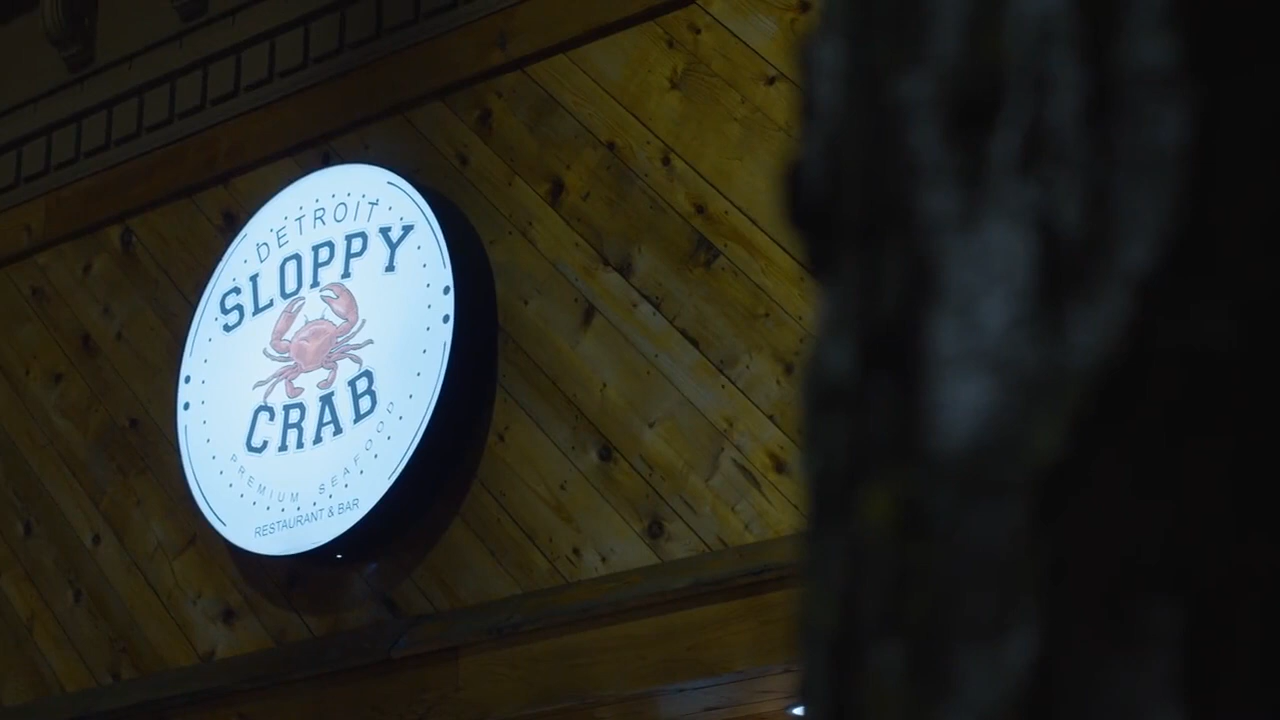 DETROIT
SLOPPY
CRAB
PREMIUM SEAFOOD
RESTAURANT & BAR